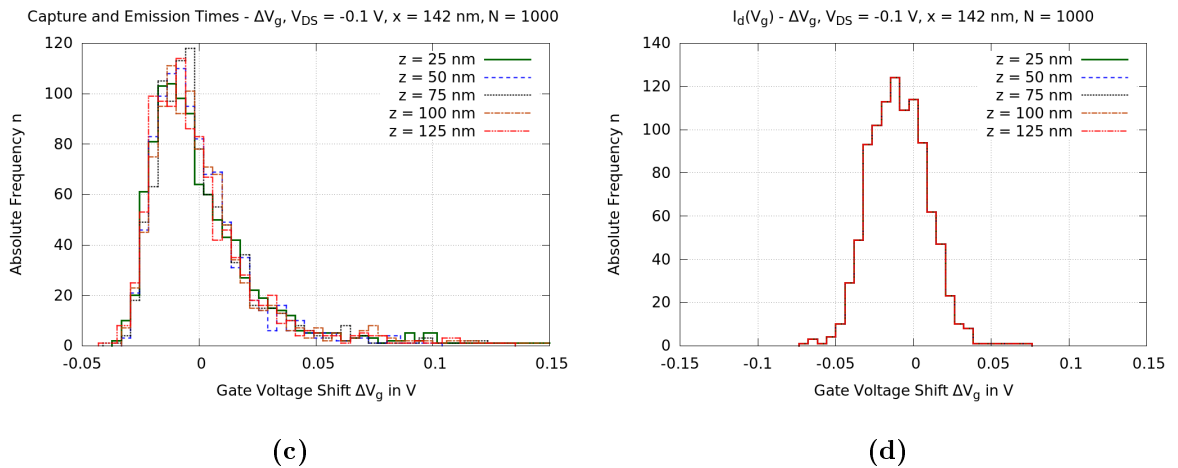 Capture and Emission Times - ΔVg, VDS = -0.1 V, x = 142 nm, N = 1000
120
100
80
60
40
20
0
-0.05
0
0.05
0.1
0.15
Absolute Frequency n
Gate Voltage Shift ΔVg in V
z = 25 nm
z = 50 nm
z = 75 nm
z = 100 nm
z = 125 nm
(c)
Id(Vg) - ΔVg, VDS = -0.1 V, x = 142 nm, N = 1000
140
120
100
80
60
40
20
0
-0.15
-0.1
-0.05
0
0.05
0.1
0.15
Absolute Frequency n
Gate Voltage Shift ΔVg in V
z = 25 nm
z = 50 nm
z = 75 nm
z = 100 nm
z = 125 nm
(d)